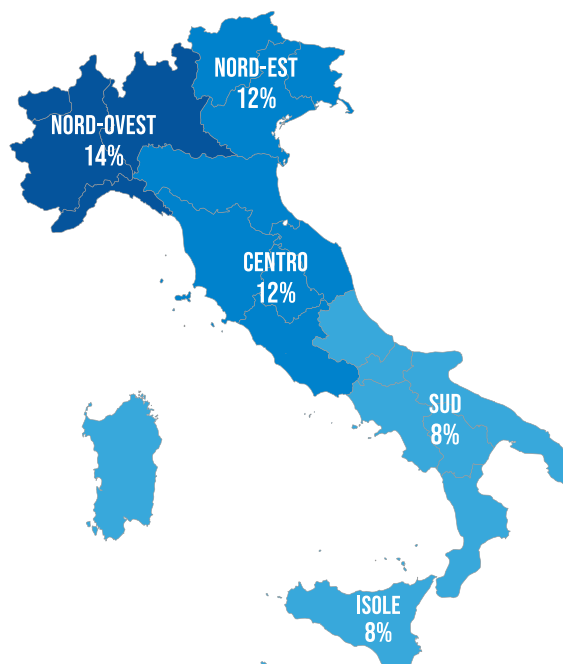 NORD-EST
12%
NORD-OVEST
14%
CENTRO
12%
SUD
8%
ISOLE
8%